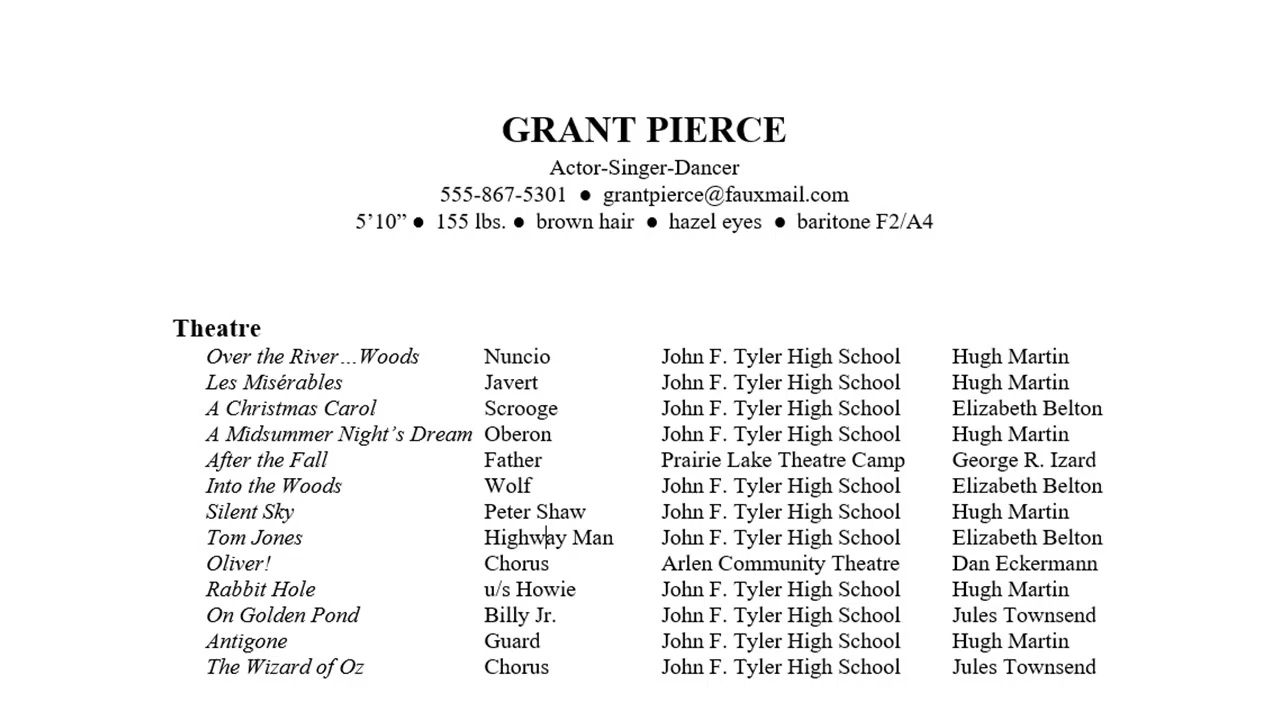 GRANT PIERCE
Actor-Singer-Dancer
555-867-5301 ● grantpierce@fauxmail.com
5’10” ● 155 lbs. ● brown hair ● hazel eyes ● baritone F2/A4
Theatre
Over the River…Woods Nuncio John F. Tyler High School Hugh Martin
Les Misérables Javert John F. Tyler High School Hugh Martin
A Christmas Carol Scrooge John F. Tyler High School Elizabeth Belton
A Midsummer Night’s Dream Oberon John F. Tyler High School Hugh Martin
After the Fall Father Prairie Lake Theatre Camp George R. Izard
Into the Woods Wolf John F. Tyler High School Elizabeth Belton
Silent Sky Peter Shaw John F. Tyler High School Hugh Martin
Tom Jones Highway Man John F. Tyler High School Elizabeth Belton
Oliver! Chorus Arlen Community Theatre Dan Eckermann
Rabbit Hole u/s Howie John F. Tyler High School Hugh Martin
On Golden Pond Billy Jr. John F. Tyler High School Jules Townsend
Antigone Guard John F. Tyler High School Hugh Martin
The Wizard of Oz Chorus John F. Tyler High School Jules Townsend